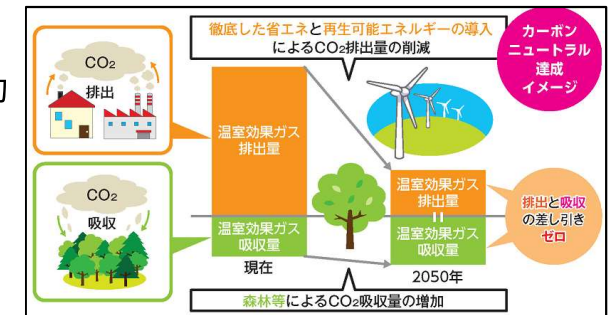 徹底した省エネと再生可能エネルギーの導入
によるCO₂排出量の削減
カーボン
ニュートラル
達成
イメージ
CO₂
排出
温室効果ガス
排出量
温室効果ガス
吸収量
現在
CO₂
吸収
温室効果ガス
排出量
温室効果ガス
吸収量
2050年
排出と吸収
の差し引き
ゼロ
森林等によるCO₂吸収量の増加